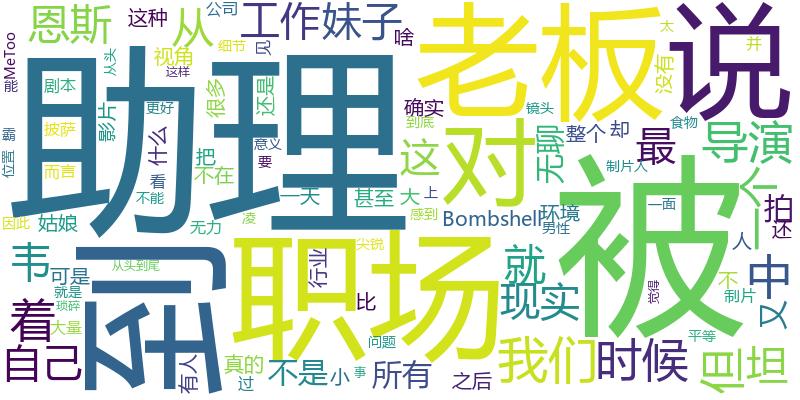 恩斯
这种
公司
从
工作
妹子
啥
老板
说
太
并
能MeToo
从头
视角
细节
见
这样
没有
剧本
很多
还是
助理
影片
更好
确实
镜头
到底
食物
披萨
什么
意义
把
这
对
无聊
整个
却
最
导演
霸
位置
而言
看
要
不在
制片人
一个
因此
姑娘
不能
无力
一天
甚至
大
上
感到
Bombshell
环境
男性
被
一面
拍
还
凌
到
职场
韦
从头到尾
尖锐
可是
就是
琐碎
行业
就
现实
觉得
人
不
制片
又
中
着
大量
比
问题
平等
自己
有人
真的
过
不是
小
事
所有
之后
我们
时候
但
坦